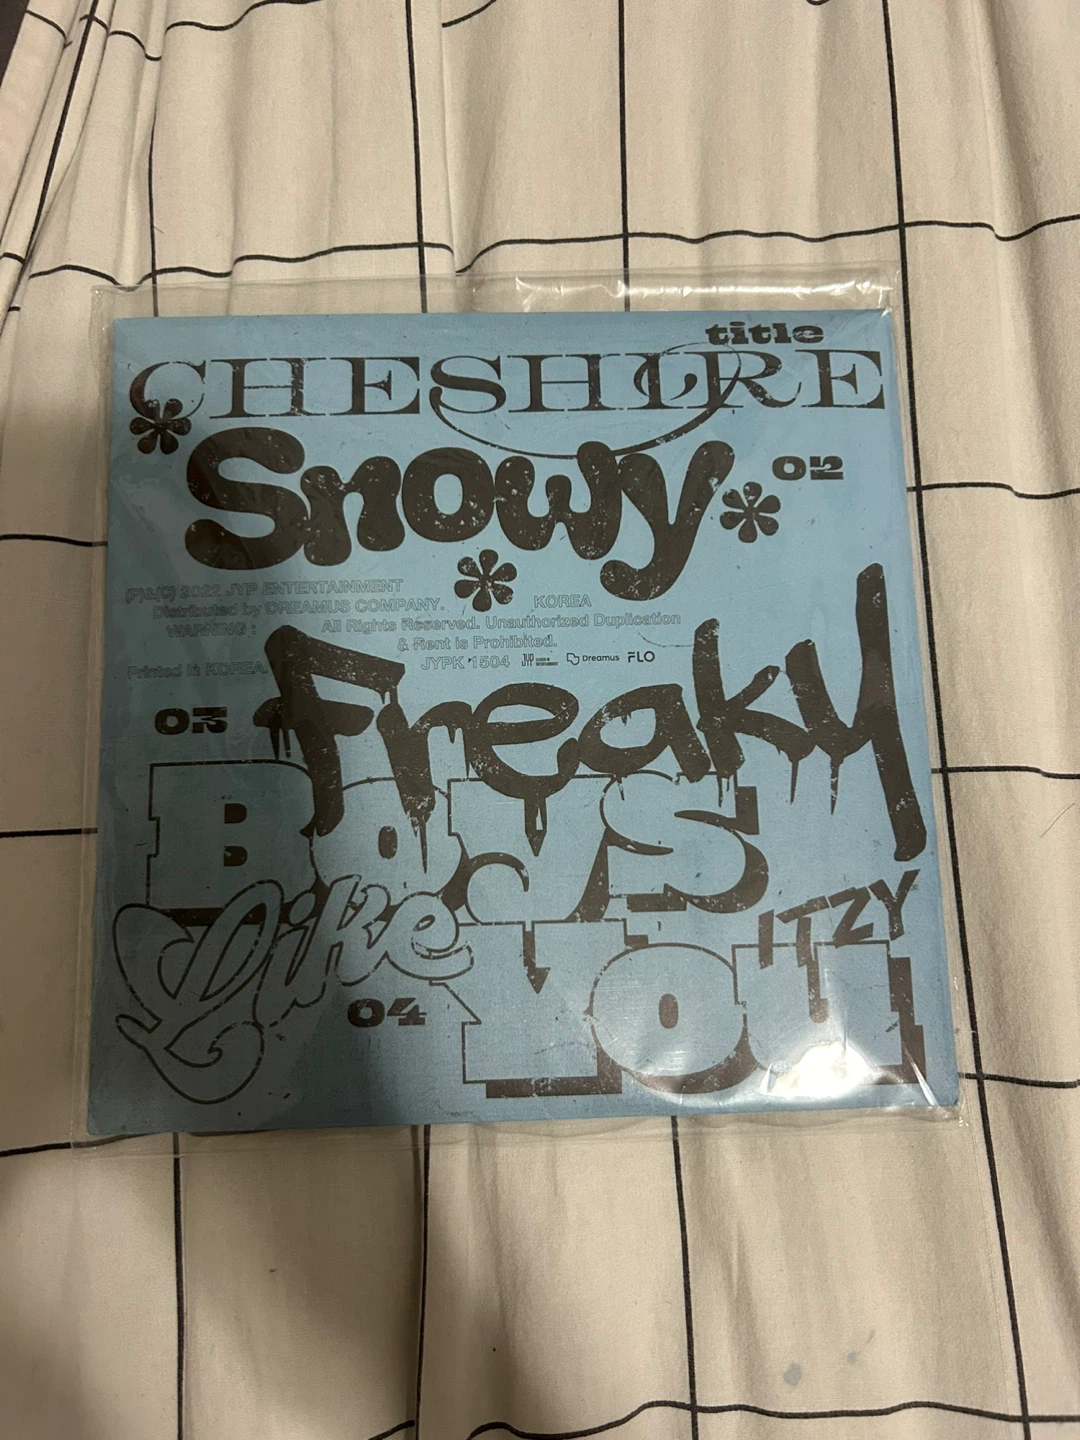 title
CHESHIRE
Snowy
02
(P)&(C) 2022 JYP ENTERTAINMENT
Distributed by DREAMUS COMPANY. KOREA
WARNING : All Rights Reserved. Unauthorized Duplication
& Rent is Prohibited.
Printed in KOREA JYPK 1504 JYP Dreamus FLO
03
Freaky
Boys
Like
ITZY
04
You